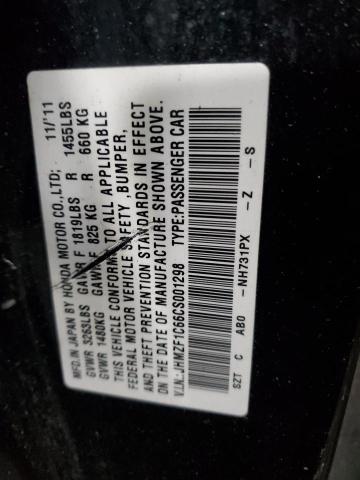 MFD. IN JAPAN BY HONDA MOTOR CO.,LTD; 11/'11
GVWR 3263LBS GAWR F 1819LBS R 1455LBS
GVWR 1480KG GAWR F 825 KG R 660 KG
THIS VEHICLE CONFORMS TO ALL APPLICABLE
FEDERAL MOTOR VEHICLE SAFETY ,BUMPER,
AND THEFT PREVENTION STANDARDS IN EFFECT
ON THE DATE OF MANUFACTURE SHOWN ABOVE.
V.I.N.:JHMZF1C66CS001298 TYPE:PASSENGER CAR
SZT C AB0 -NH731PX -Z -S